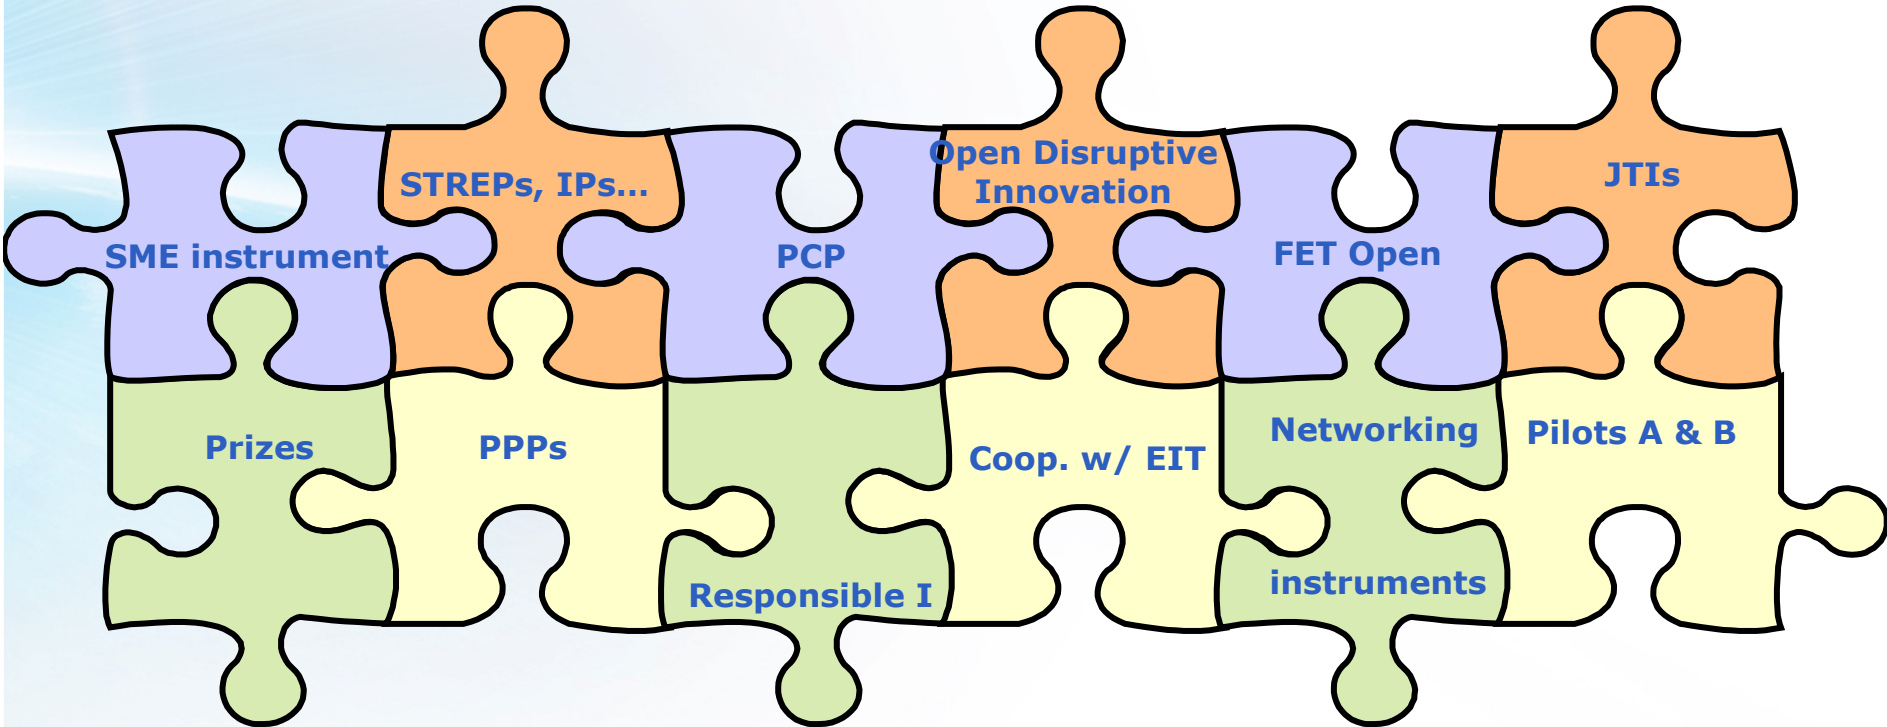 STREPs, IPs...
Open Disruptive
Innovation
JTIs
SME instrument
PCP
FET Open
Prizes
PPPs
Coop. w/ EIT
Networking
instruments
Pilots A & B
Responsible I